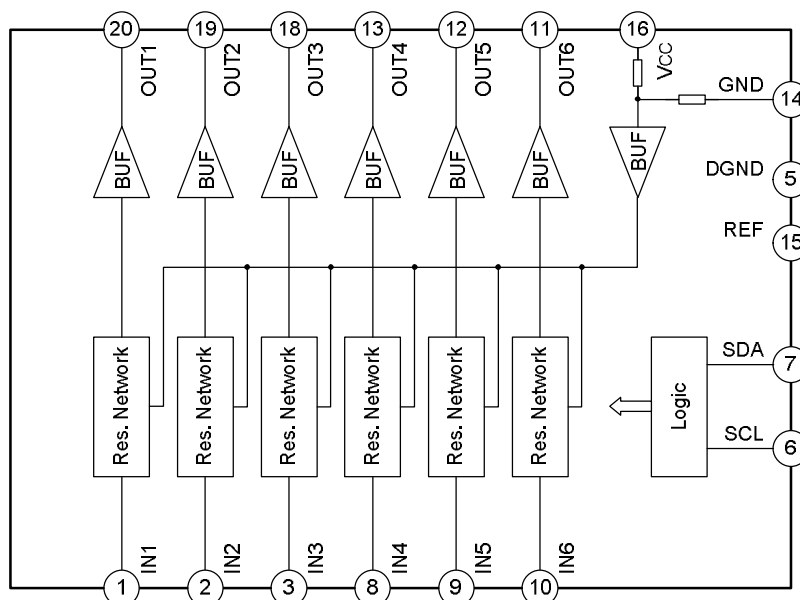 20 19 18 13 12 11 16
OUT1 OUT2 OUT3 OUT4 OUT5 OUT6 VCC
GND 14
BUF BUF BUF BUF BUF BUF BUF
DGND 5
REF 15
Res. Network Res. Network Res. Network Res. Network Res. Network Res. Network Logic
SDA 7
SCL 6
IN1 IN2 IN3 IN4 IN5 IN6
1 2 3 8 9 10